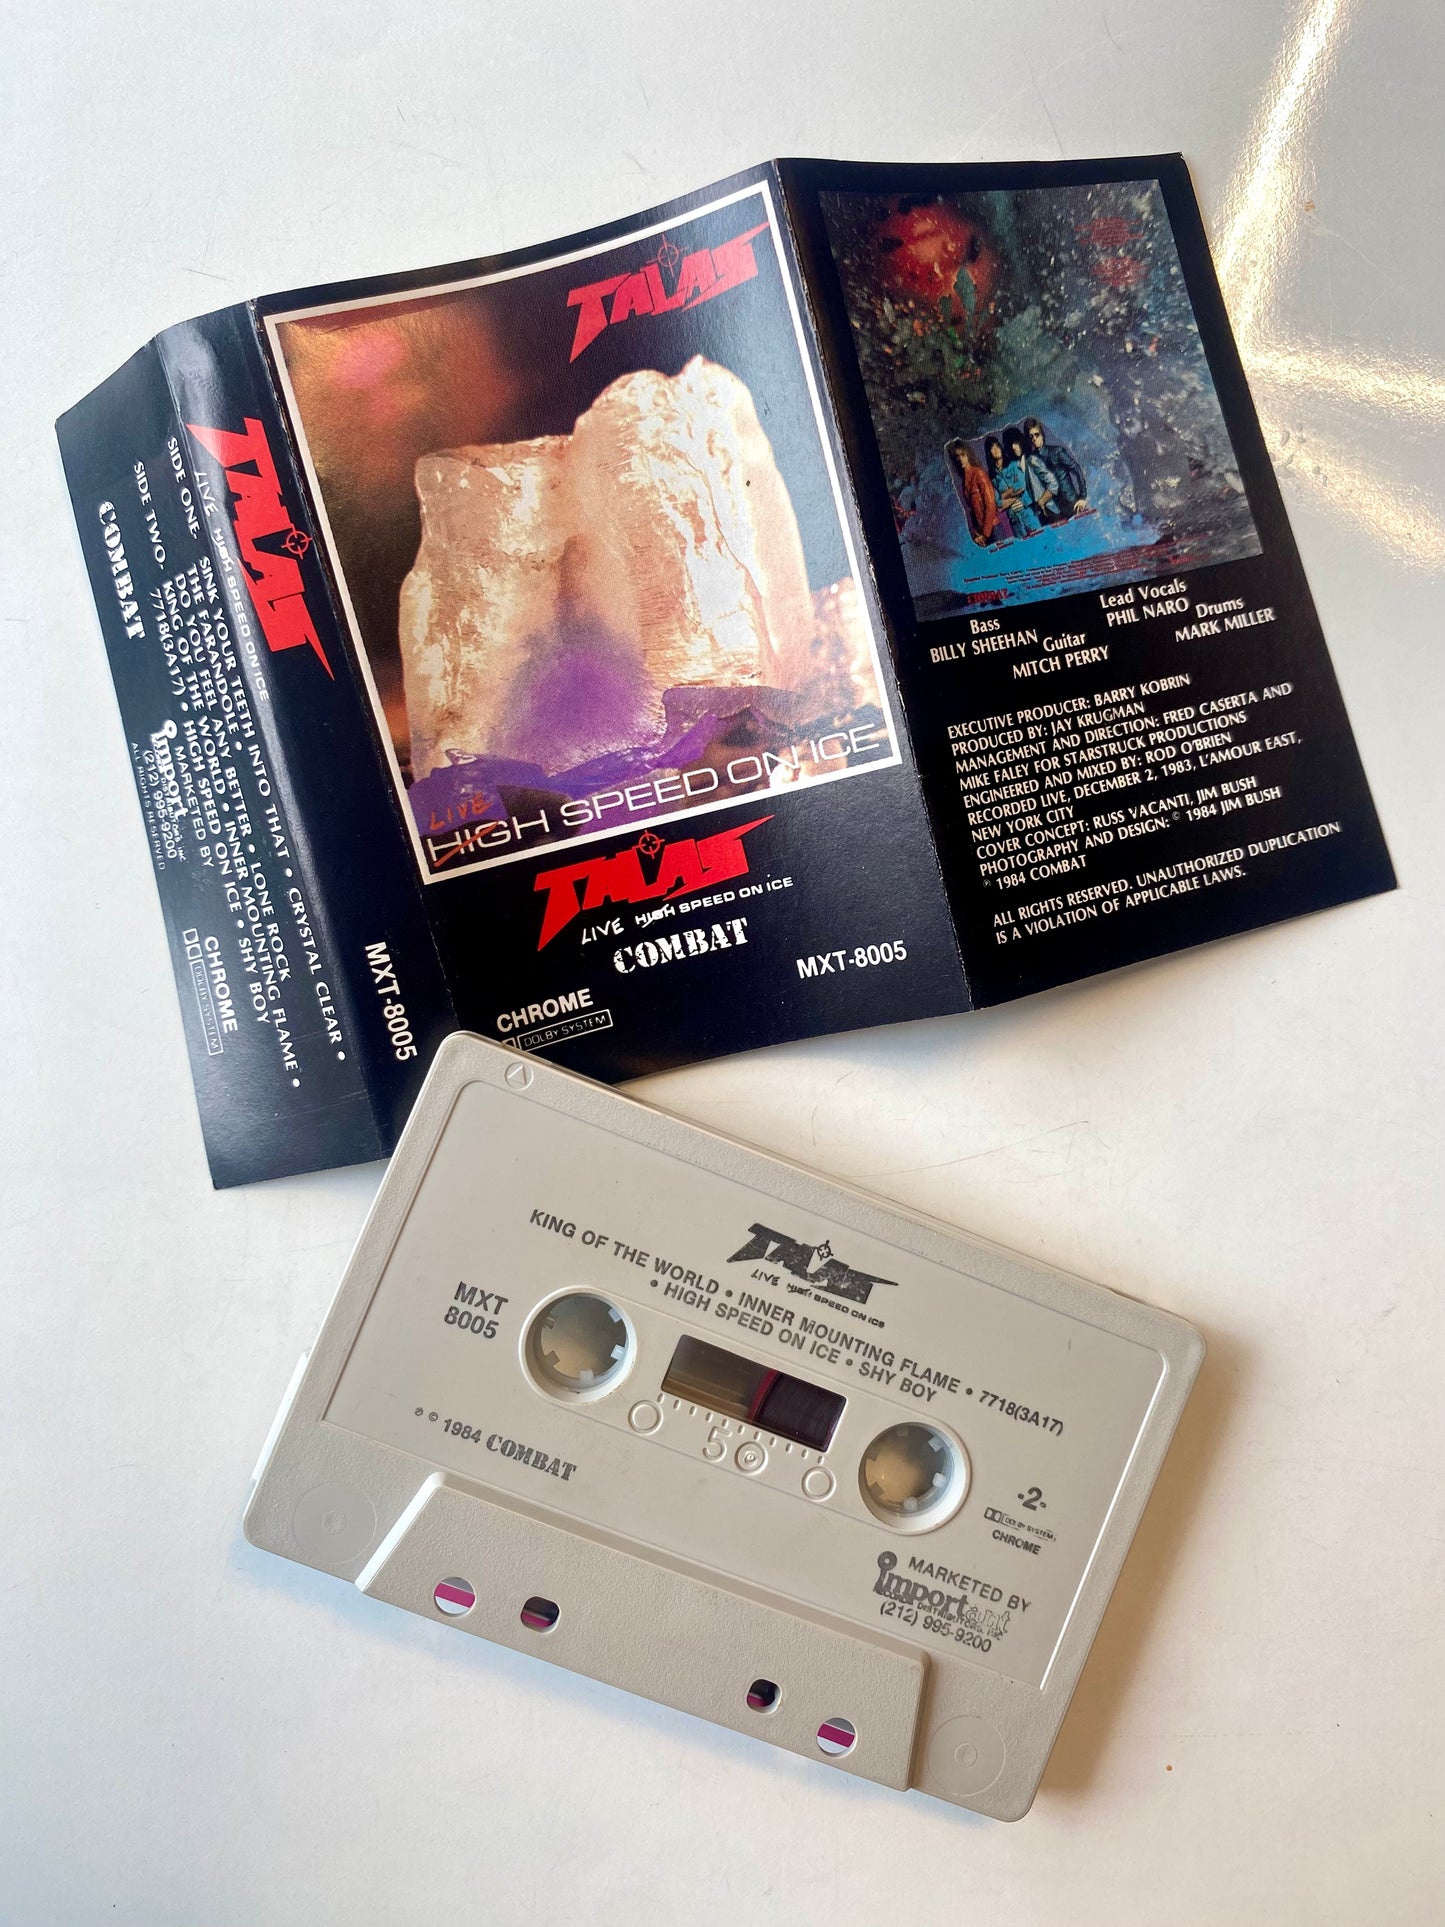 COMBAT
important
(212) 995-9200
ALL RIGHTS RESERVED
SIDE ONE: SINK YOUR TEETH INTO THAT • CRYSTAL CLEAR •
THE FARANDOLE • LONE ROCK
DO YOU FEEL ANY BETTER • INNER MOUNTING FLAME •
SIDE TWO: KING OF THE WORLD •
7718(3A17) • HIGH SPEED ON ICE • SHY BOY
MARKETED BY
CHROME
DOLBY SYSTEM
TALAS
LIVE HIGH SPEED ON ICE
MXT-8005
TALAS
LIVE
HIGH SPEED ON ICE
TALAS
LIVE HIGH SPEED ON ICE
COMBAT
MXT-8005
CHROME
DOLBY SYSTEM
COMBAT
Bass
BILLY SHEEHAN
Guitar
MITCH PERRY
Lead Vocals
PHIL NARO
Drums
MARK MILLER
EXECUTIVE PRODUCER: BARRY KOBRIN
PRODUCED BY: JAY KRUGMAN
MANAGEMENT AND DIRECTION: FRED CASERTA AND
MIKE FALEY FOR STARSTRUCK PRODUCTIONS
ENGINEERED AND MIXED BY: ROD O'BRIEN
RECORDED LIVE, DECEMBER 2, 1983, L'AMOUR EAST,
NEW YORK CITY
COVER CONCEPT: RUSS VACANTI, JIM BUSH
PHOTOGRAPHY AND DESIGN: © 1984 JIM BUSH
℗ 1984 COMBAT
ALL RIGHTS RESERVED. UNAUTHORIZED DUPLICATION
IS A VIOLATION OF APPLICABLE LAWS.
TALAS
LIVE HIGH SPEED ON ICE
KING OF THE WORLD • INNER MOUNTING FLAME • 7718(3A17)
• HIGH SPEED ON ICE • SHY BOY
MXT
8005
50
℗ © 1984 COMBAT
-2-
DOLBY SYSTEM
CHROME
MARKETED BY
important
RECORD DISTRIBUTORS, INC
(212) 995-9200